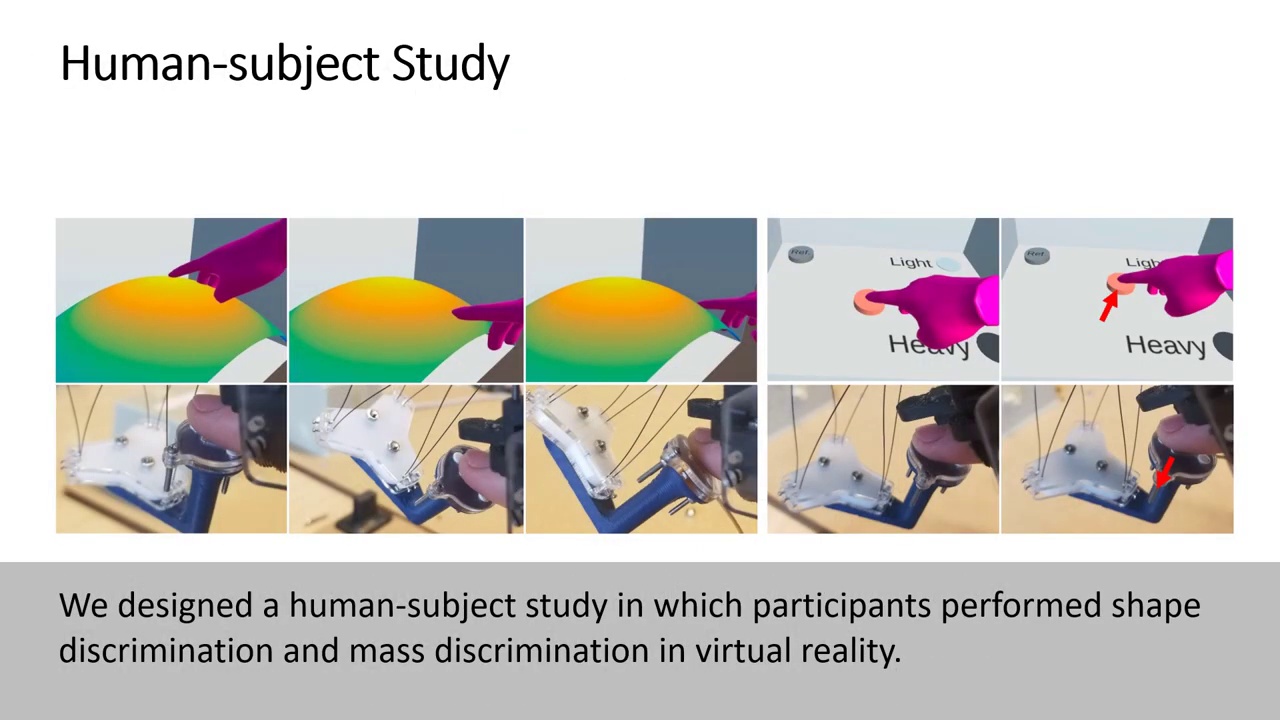 Human-subject Study
Ref.
Light
Heavy
Ref.
Ligh
Heavy
We designed a human-subject study in which participants performed shape
discrimination and mass discrimination in virtual reality.